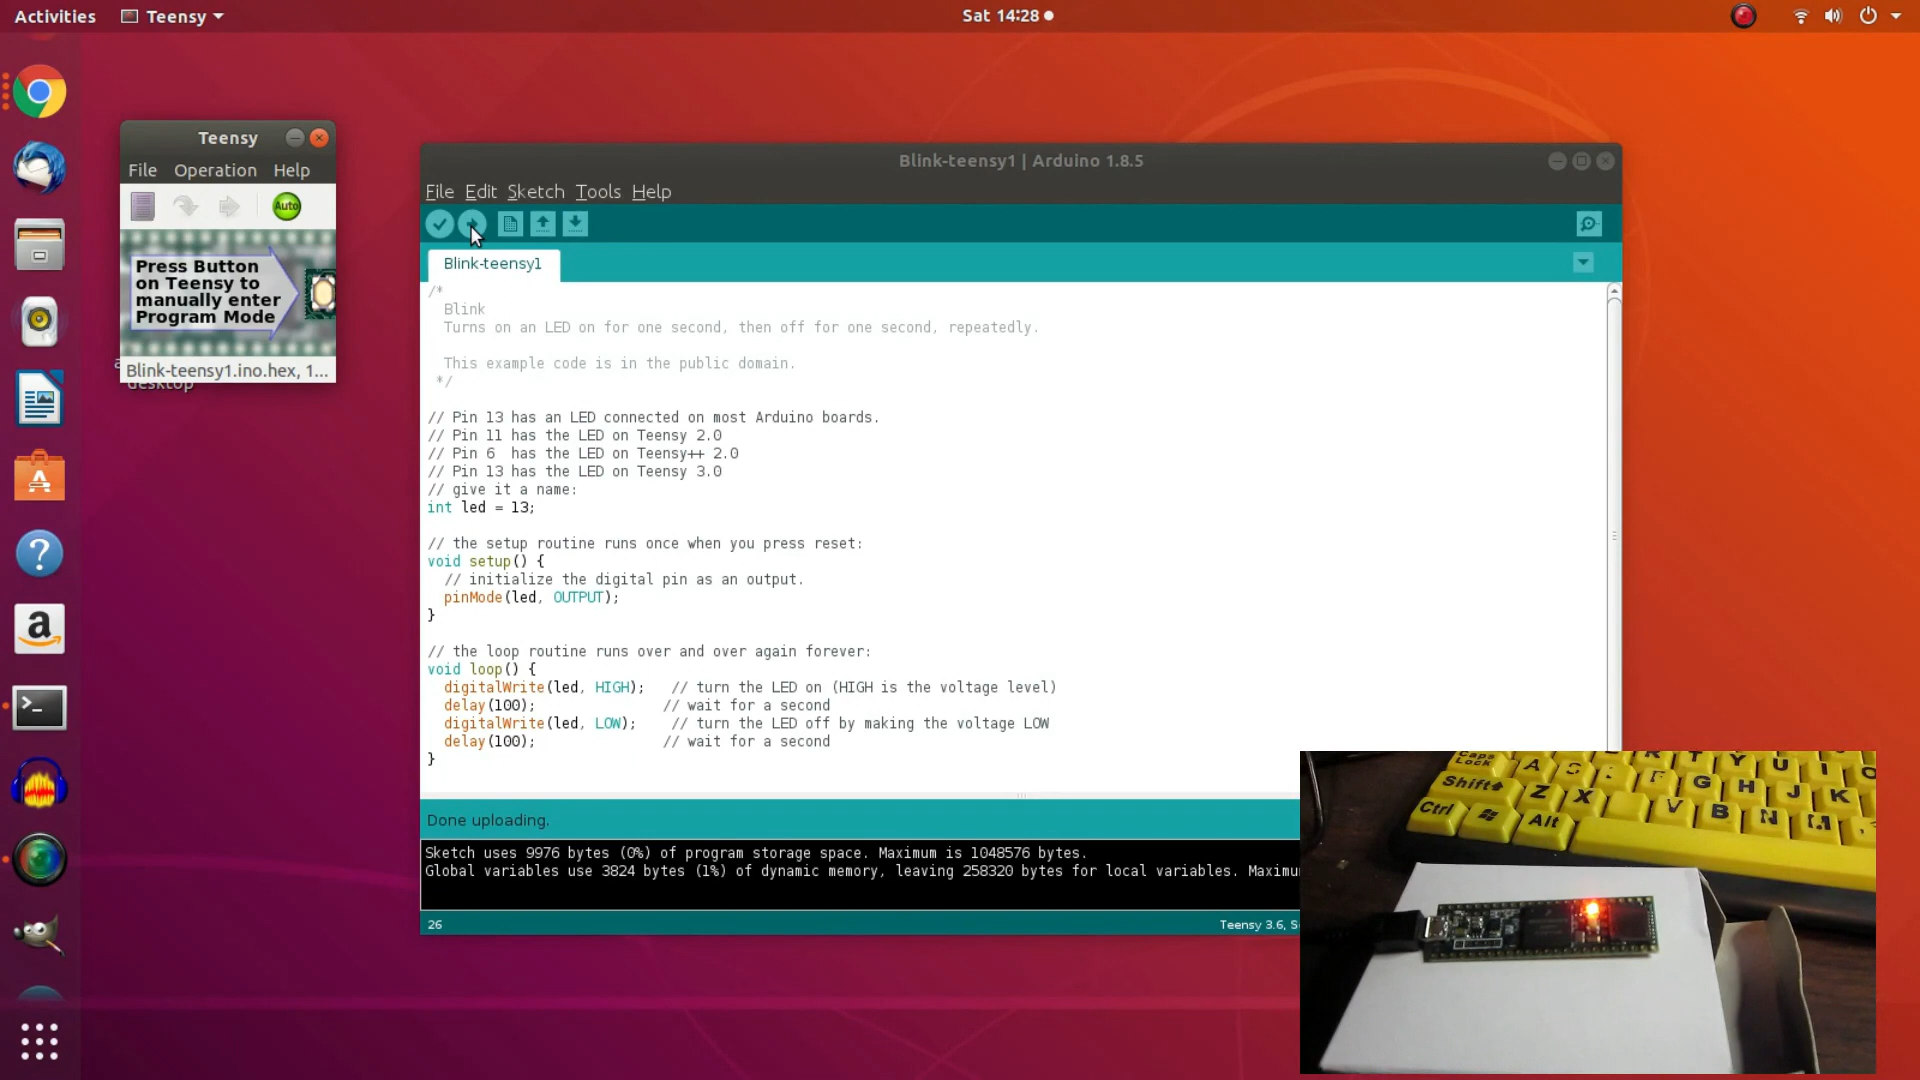 Activities
Teensy
Sat 14:28
Teensy
File Operation Help
Auto
Press Button
on Teensy to
manually enter
Program Mode
Blink-teensy1.ino.hex, 1...
desktop
Blink-teensy1 | Arduino 1.8.5
File Edit Sketch Tools Help
Blink-teensy1
/*
Blink
Turns on an LED on for one second, then off for one second, repeatedly.
This example code is in the public domain.
*/
// Pin 13 has an LED connected on most Arduino boards.
// Pin 11 has the LED on Teensy 2.0
// Pin 6  has the LED on Teensy++ 2.0
// Pin 13 has the LED on Teensy 3.0
// give it a name:
int led = 13;
// the setup routine runs once when you press reset:
void setup() {
// initialize the digital pin as an output.
pinMode(led, OUTPUT);
}
// the loop routine runs over and over again forever:
void loop() {
digitalWrite(led, HIGH);   // turn the LED on (HIGH is the voltage level)
delay(100);               // wait for a second
digitalWrite(led, LOW);    // turn the LED off by making the voltage LOW
delay(100);               // wait for a second
}
Done uploading.
Sketch uses 9976 bytes (0%) of program storage space. Maximum is 1048576 bytes.
Global variables use 3824 bytes (1%) of dynamic memory, leaving 258320 bytes for local variables. Maximu
26
Teensy 3.6, S
Caps Lock A S F G H J K
R T Y U I O
Shift Z X V B N M ,
Ctrl Alt